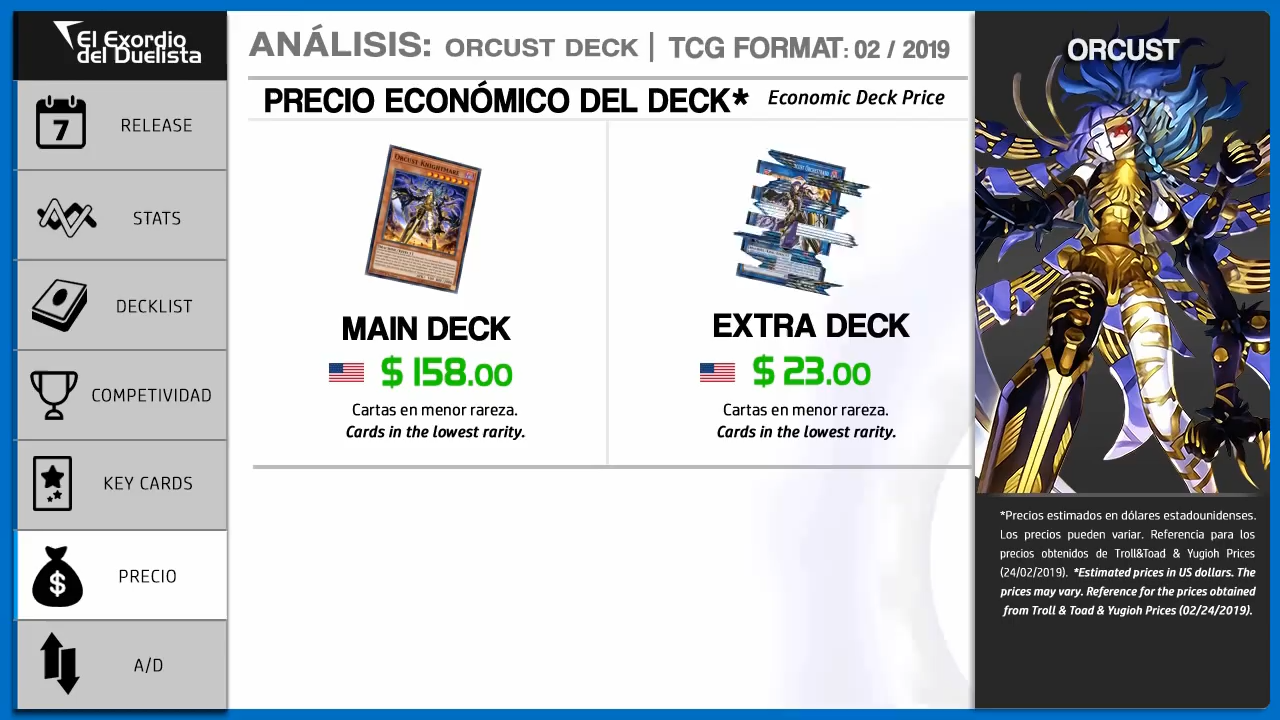 El Exordio
del Duelista
RELEASE
7
STATS
DECKLIST
COMPETIVIDAD
KEY CARDS
$
PRECIO
A/D
ANÁLISIS: ORCUST DECK | TCG FORMAT: 02 / 2019
PRECIO ECONÓMICO DEL DECK* Economic Deck Price
ORCUST KNIGHTMARE
MAIN DECK
$ 158.00
Cartas en menor rareza.
Cards in the lowest rarity.
EXTRA DECK
$ 23.00
Cartas en menor rareza.
Cards in the lowest rarity.
ORCUST
*Precios estimados en dólares estadounidenses.
Los precios pueden variar. Referencia para los
precios obtenidos de Troll&Toad & Yugioh Prices
(24/02/2019). *Estimated prices in US dollars. The
prices may vary. Reference for the prices obtained
from Troll & Toad & Yugioh Prices (02/24/2019).